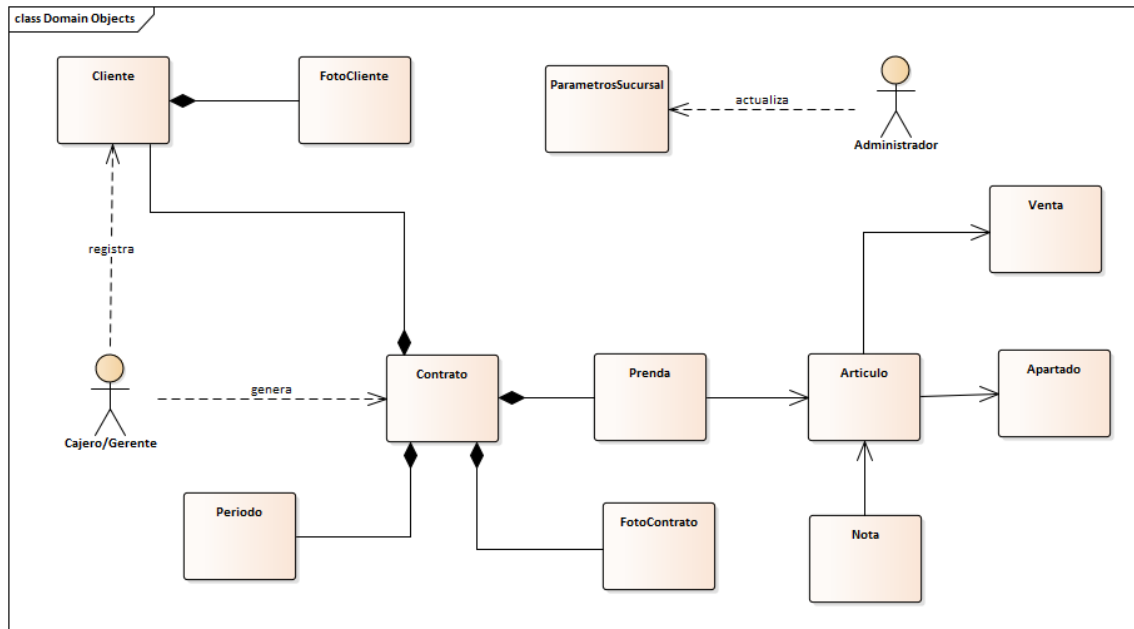 class Domain Objects
Cliente
FotoCliente
ParametrosSucursal
actualiza
Administrador
Venta
registra
Contrato
Prenda
Articulo
Apartado
genera
Cajero/Gerente
Periodo
FotoContrato
Nota